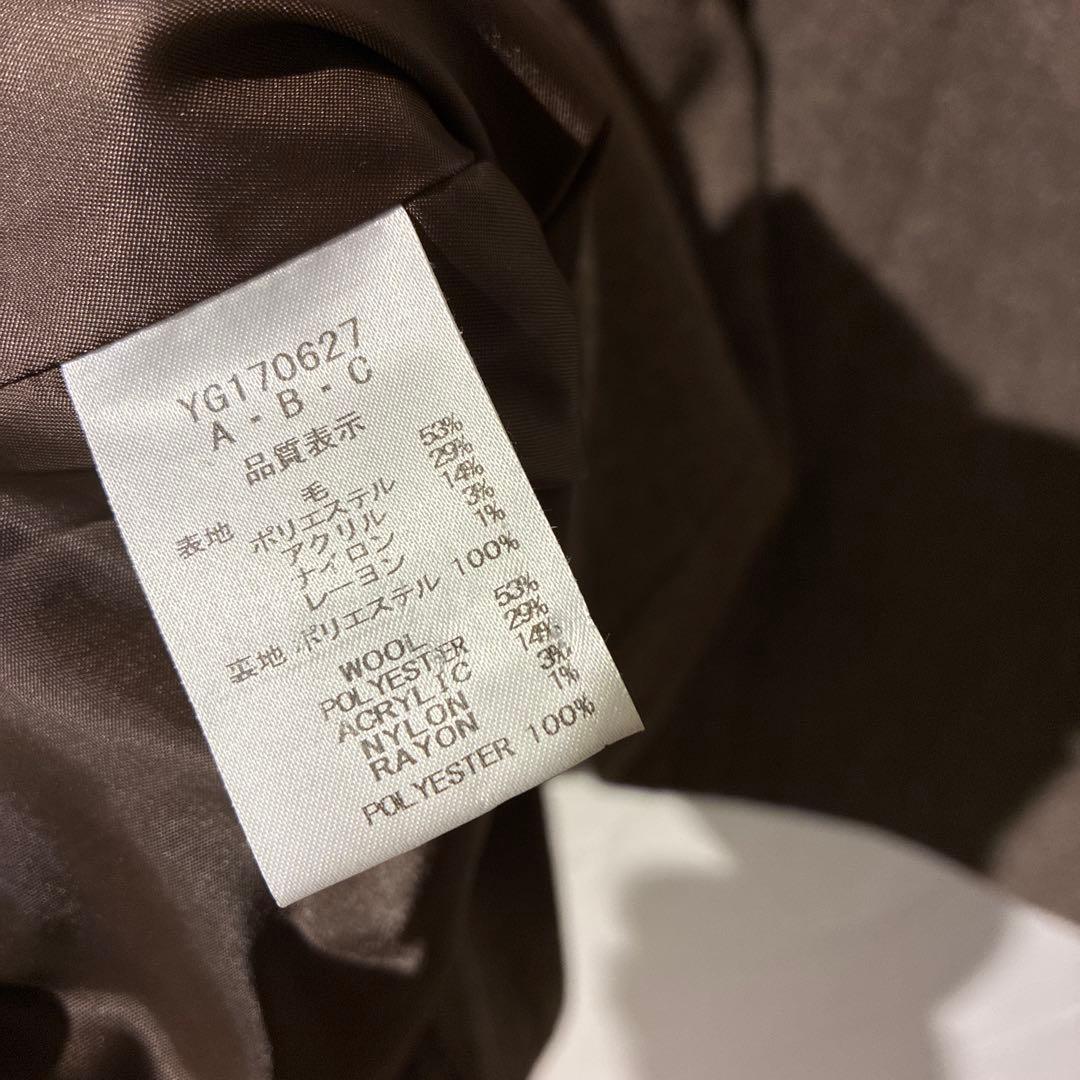 YG170627
A - B - C
品質表示
毛 53%
表地 ポリエステル 29%
アクリル 14%
ナイロン 3%
レーヨン 1%
裏地 ポリエステル 100%
WOOL 53%
POLYESTER 29%
ACRYLIC 14%
NYLON 3%
RAYON 1%
POLYESTER 100%